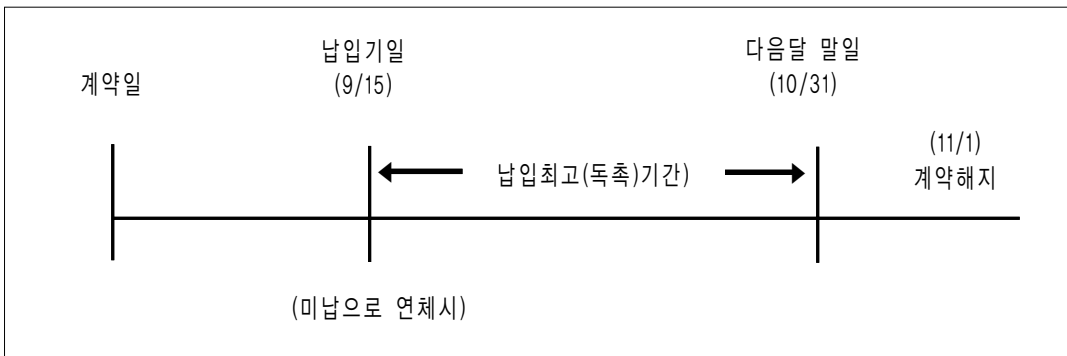 계약일
납입기일
(9/15)
다음달 말일
(10/31)
(11/1)
계약해지
납입최고(독촉)기간)
(미납으로 연체시)